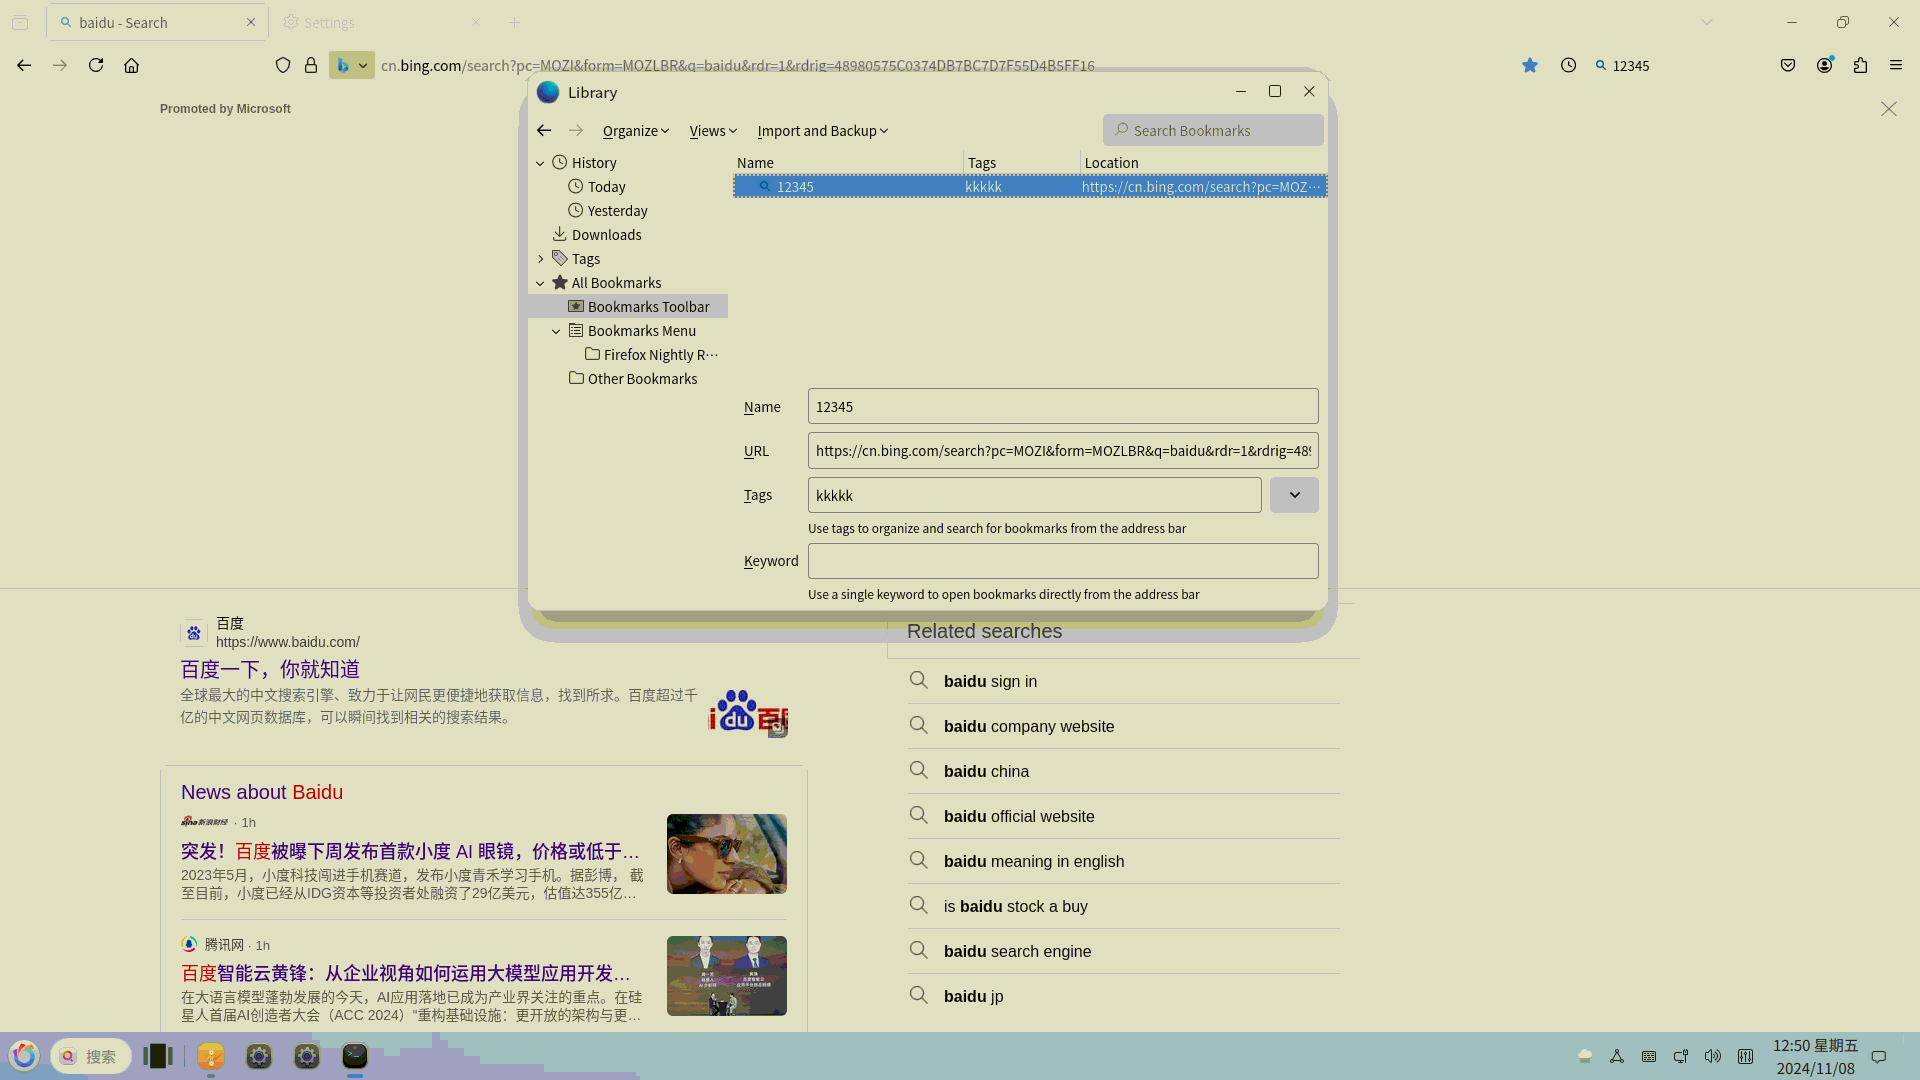 baidu - Search
Settings
cn.bing.com/search?pc=MOZI&form=MOZLBR&q=baidu&rdr=1&rdrig=48980575C0374DB7BC7D7F55D4B5FF16
12345
Promoted by Microsoft
Library
Organize
Views
Import and Backup
Search Bookmarks
History
Today
Yesterday
Downloads
Tags
All Bookmarks
Bookmarks Toolbar
Bookmarks Menu
Firefox Nightly R···
Other Bookmarks
Name Tags Location
12345 kkkkk https://cn.bing.com/search?pc=MOZ···
Name 12345
URL https://cn.bing.com/search?pc=MOZI&form=MOZLBR&q=baidu&rdr=1&rdrig=489
Tags kkkkk
Use tags to organize and search for bookmarks from the address bar
Keyword
Use a single keyword to open bookmarks directly from the address bar
百度
https://www.baidu.com/
百度一下，你就知道
全球最大的中文搜索引擎、致力于让网民更便捷地获取信息，找到所求。百度超过千
亿的中文网页数据库，可以瞬间找到相关的搜索结果。
News about Baidu
sina新浪财经 · 1h
突发！百度被曝下周发布首款小度 AI 眼镜，价格或低于…
2023年5月，小度科技闯进手机赛道，发布小度青禾学习手机。据彭博， 截
至目前，小度已经从IDG资本等投资者处融资了29亿美元，估值达355亿…
腾讯网 · 1h
百度智能云黄锋：从企业视角如何运用大模型应用开发…
在大语言模型蓬勃发展的今天，AI应用落地已成为产业界关注的重点。在硅
星人首届AI创造者大会（ACC 2024）“重构基础设施：更开放的架构与更…
Related searches
baidu sign in
baidu company website
baidu china
baidu official website
baidu meaning in english
is baidu stock a buy
baidu search engine
baidu jp
搜索
12:50 星期五
2024/11/08